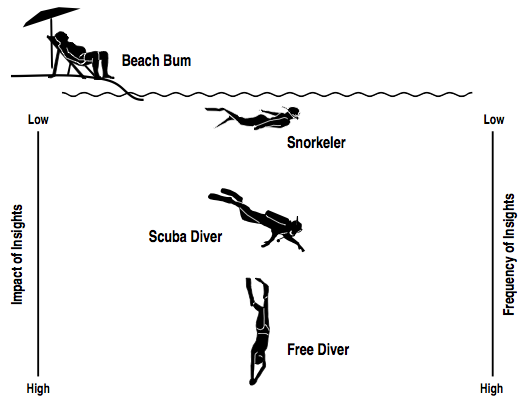 Beach Bum
Low
Low
Snorkeler
Scuba Diver
Impact of Insights
Frequency of Insights
Free Diver
High
High